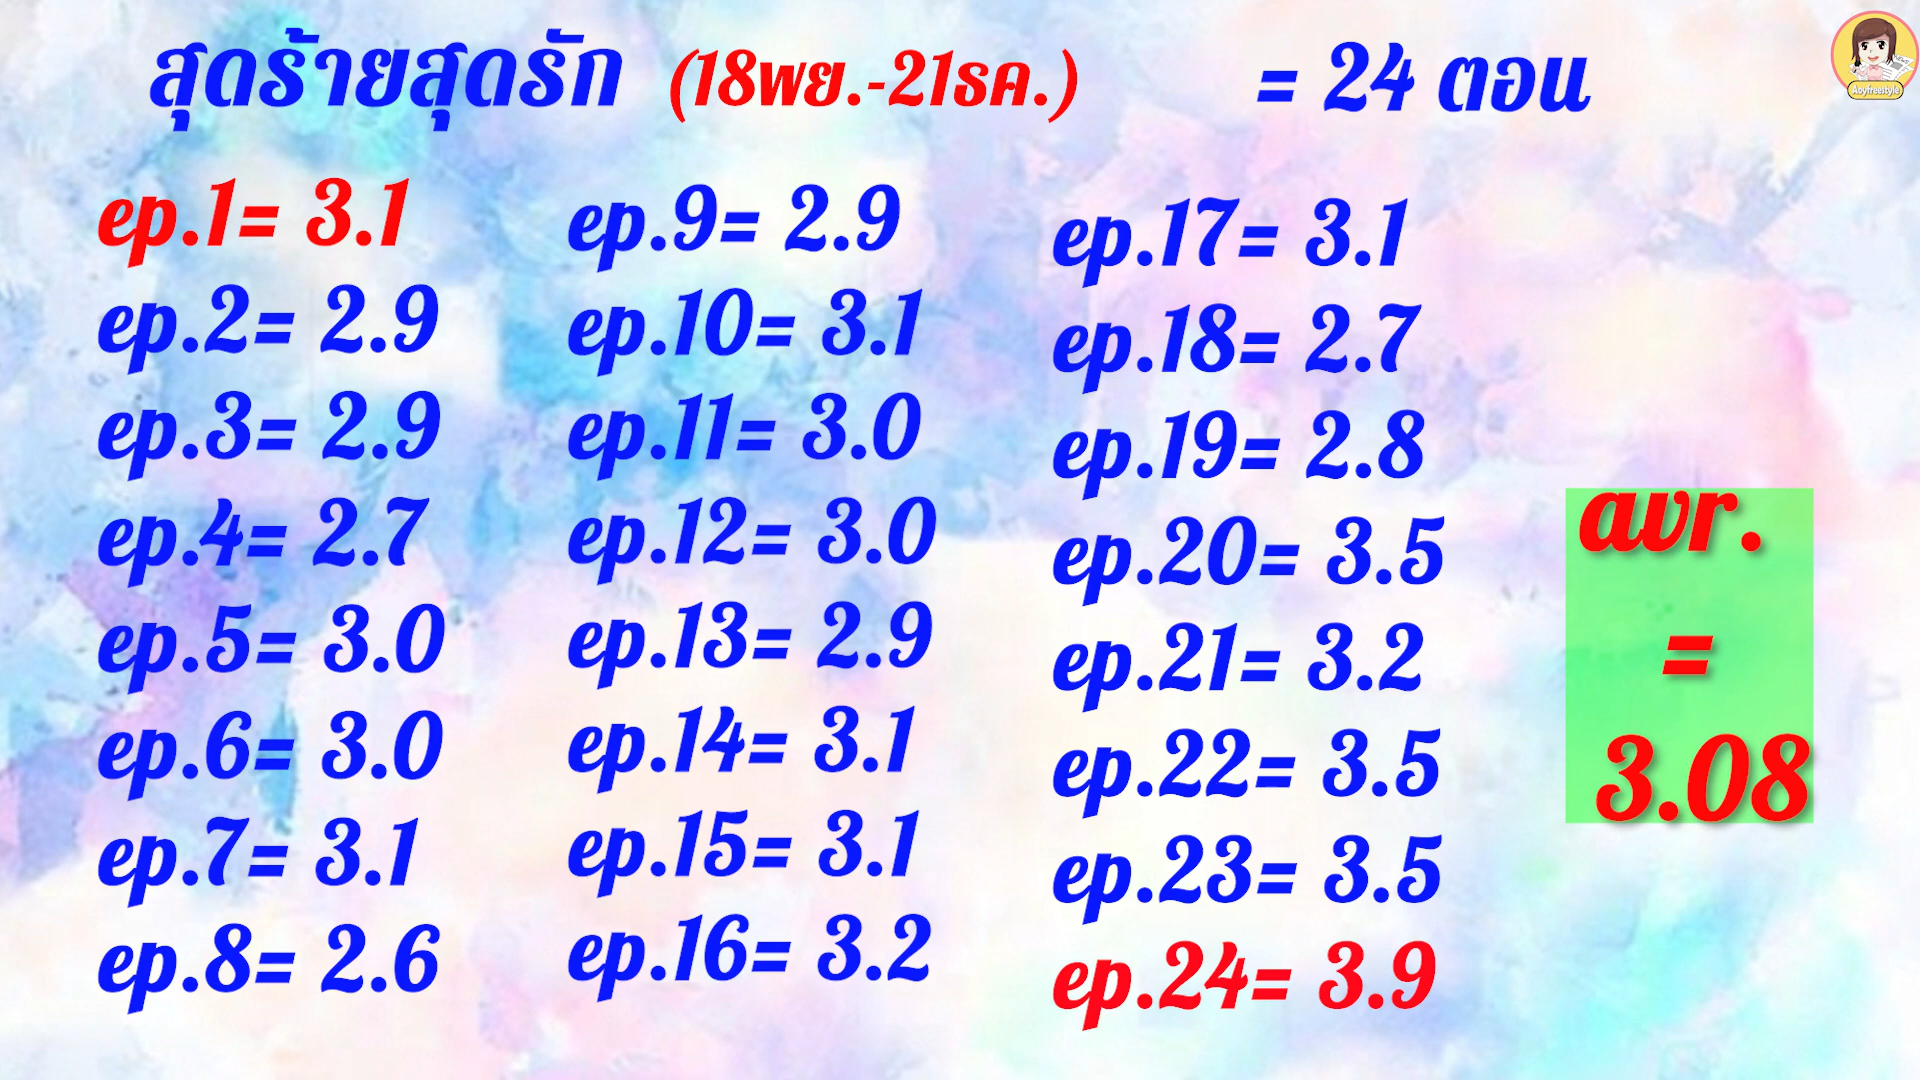 สุดร้ายสุดรัก (18พย.-21ธค.) = 24 ตอน
Aoyfreestyle
ep.1= 3.1
ep.2= 2.9
ep.3= 2.9
ep.4= 2.7
ep.5= 3.0
ep.6= 3.0
ep.7= 3.1
ep.8= 2.6
ep.9= 2.9
ep.10= 3.1
ep.11= 3.0
ep.12= 3.0
ep.13= 2.9
ep.14= 3.1
ep.15= 3.1
ep.16= 3.2
ep.17= 3.1
ep.18= 2.7
ep.19= 2.8
ep.20= 3.5
ep.21= 3.2
ep.22= 3.5
ep.23= 3.5
ep.24= 3.9
avr.
=
3.08